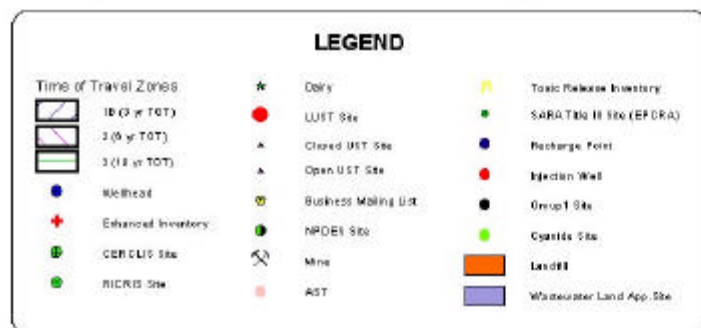 LEGEND
Time of Travel Zones
1B (3 yr TOT)
2 (6 yr TOT)
3 (10 yr TOT)
Wellhead
Enhanced Inventory
CERCLIS Site
RICRIS Site
Dairy
LUST Site
Closed UST Site
Open UST Site
Business Mailing List
NPDES Site
Mine
AST
Toxic Release Inventory
SARA Title III Site (EPCRA)
Recharge Point
Injection Well
Group1 Site
Cyanide Site
Landfill
Wastewater Land App. Site